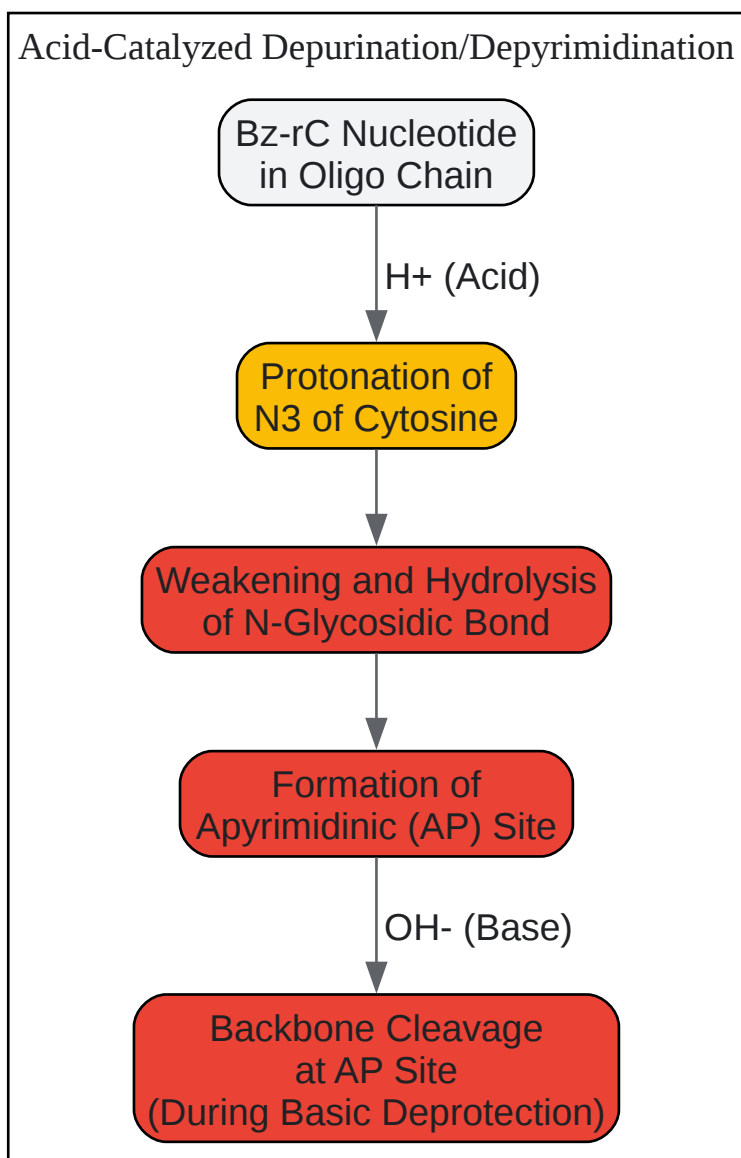 Acid-Catalyzed Depurination/Depyrimidination
Bz-rC Nucleotide
in Oligo Chain
H+ (Acid)
Protonation of
N3 of Cytosine
Weakening and Hydrolysis
of N-Glycosidic Bond
Formation of
Apyrimidinic (AP) Site
OH- (Base)
Backbone Cleavage
at AP Site
(During Basic Deprotection)